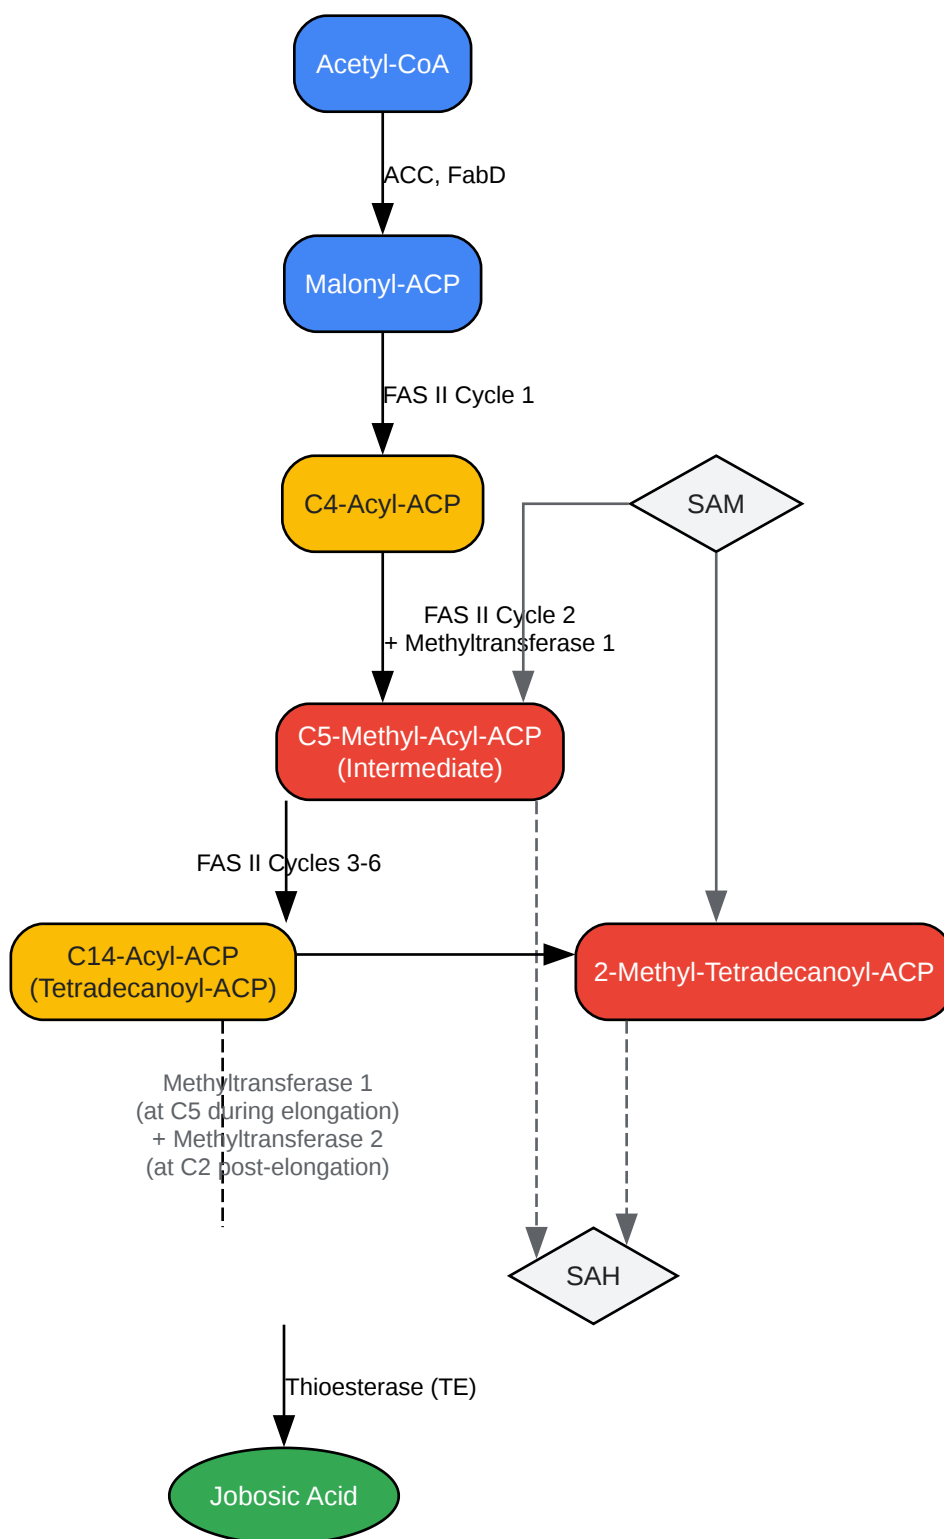 Acetyl-CoA
ACC, FabD
Malonyl-ACP
FAS II Cycle 1
C4-Acyl-ACP
SAM
FAS II Cycle 2
+ Methyltransferase 1
C5-Methyl-Acyl-ACP
(Intermediate)
FAS II Cycles 3-6
C14-Acyl-ACP
(Tetradecanoyl-ACP)
2-Methyl-Tetradecanoyl-ACP
Methyltransferase 1
(at C5 during elongation)
+ Methyltransferase 2
(at C2 post-elongation)
SAH
Thioesterase (TE)
Jobosic Acid